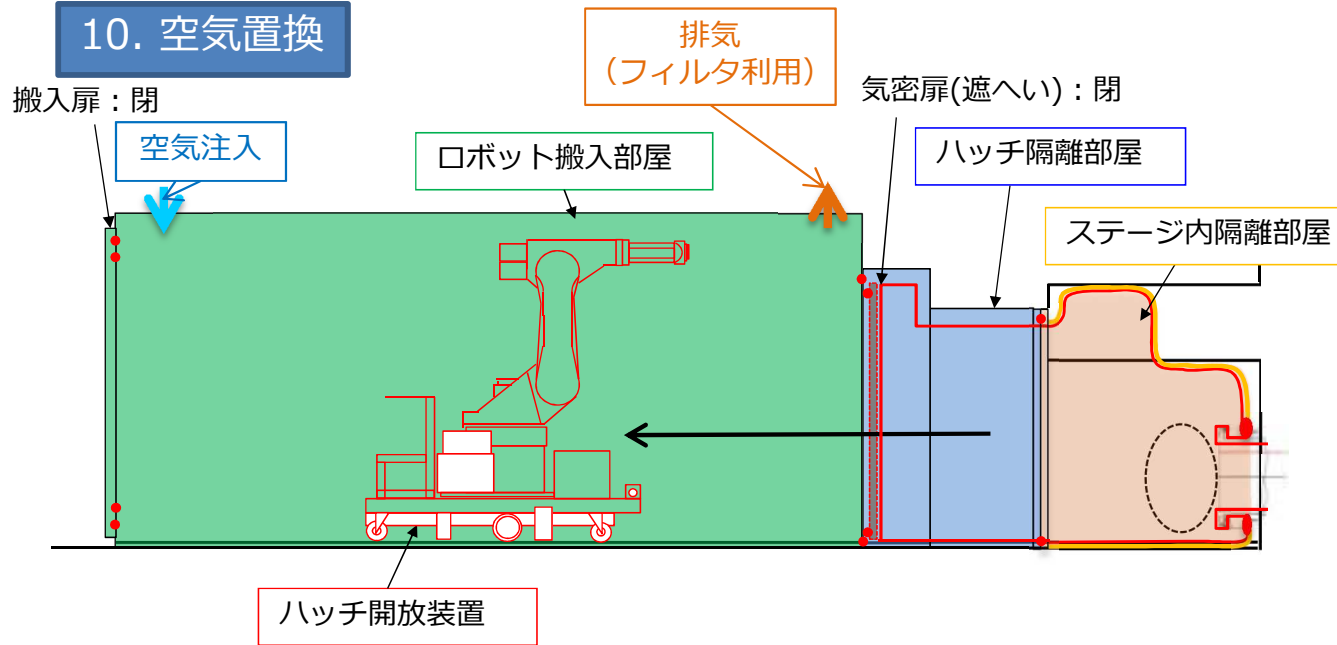 10. 空気置換
排気
（フィルタ利用）
搬入扉：閉
気密扉(遮へい)：閉
空気注入
ロボット搬入部屋
ハッチ隔離部屋
ステージ内隔離部屋
ハッチ開放装置